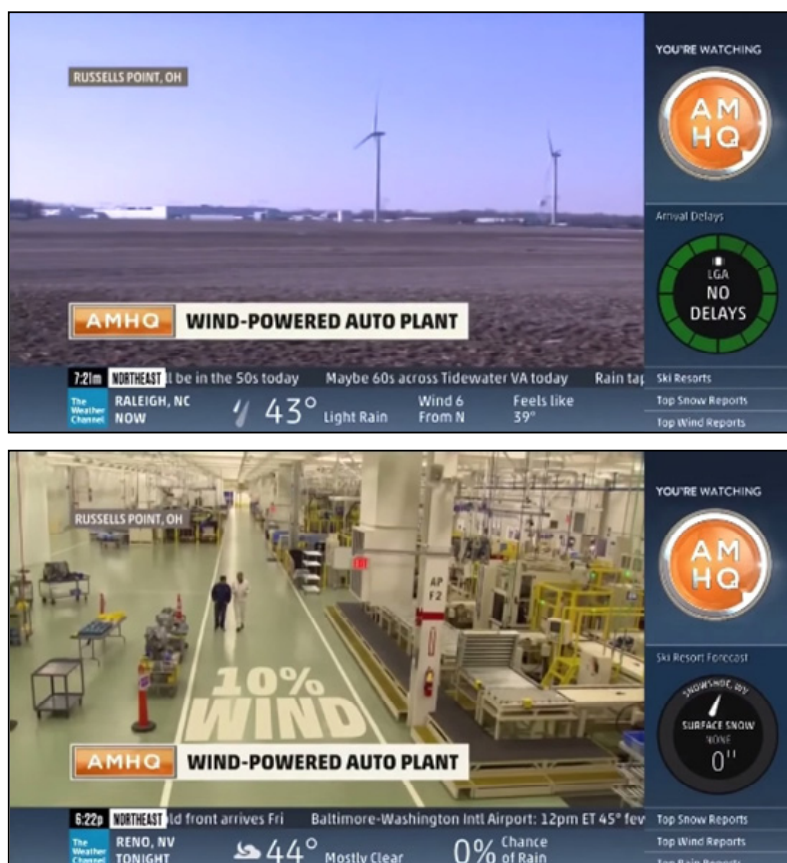 YOU'RE WATCHING
RUSSELLS POINT, OH
AM
HQ
Arrival Delays
LGA
NO
DELAYS
AMHQ WIND-POWERED AUTO PLANT
7:21m NORTHEAST ll be in the 50s today Maybe 60s across Tidewater VA today Rain tap
Ski Resorts
The
Weather
Channel
RALEIGH, NC
NOW
43°
Light Rain
Wind 6
From N
Feels like
39°
Top Snow Reports
Top Wind Reports
YOU'RE WATCHING
RUSSELLS POINT, OH
AM
HQ
AP
F2
Ski Resort Forecast
SNOWSHOE, WV
SURFACE SNOW
NONE
0"
10%
WIND
AMHQ WIND-POWERED AUTO PLANT
6:22p NORTHEAST ld front arrives Fri Baltimore-Washington Intl Airport: 12pm ET 45° few
Top Snow Reports
The
Weather
Channel
RENO, NV
TONIGHT
44°
Mostly Clear
0%
Chance
of Rain
Top Wind Reports
Top Rain Reports